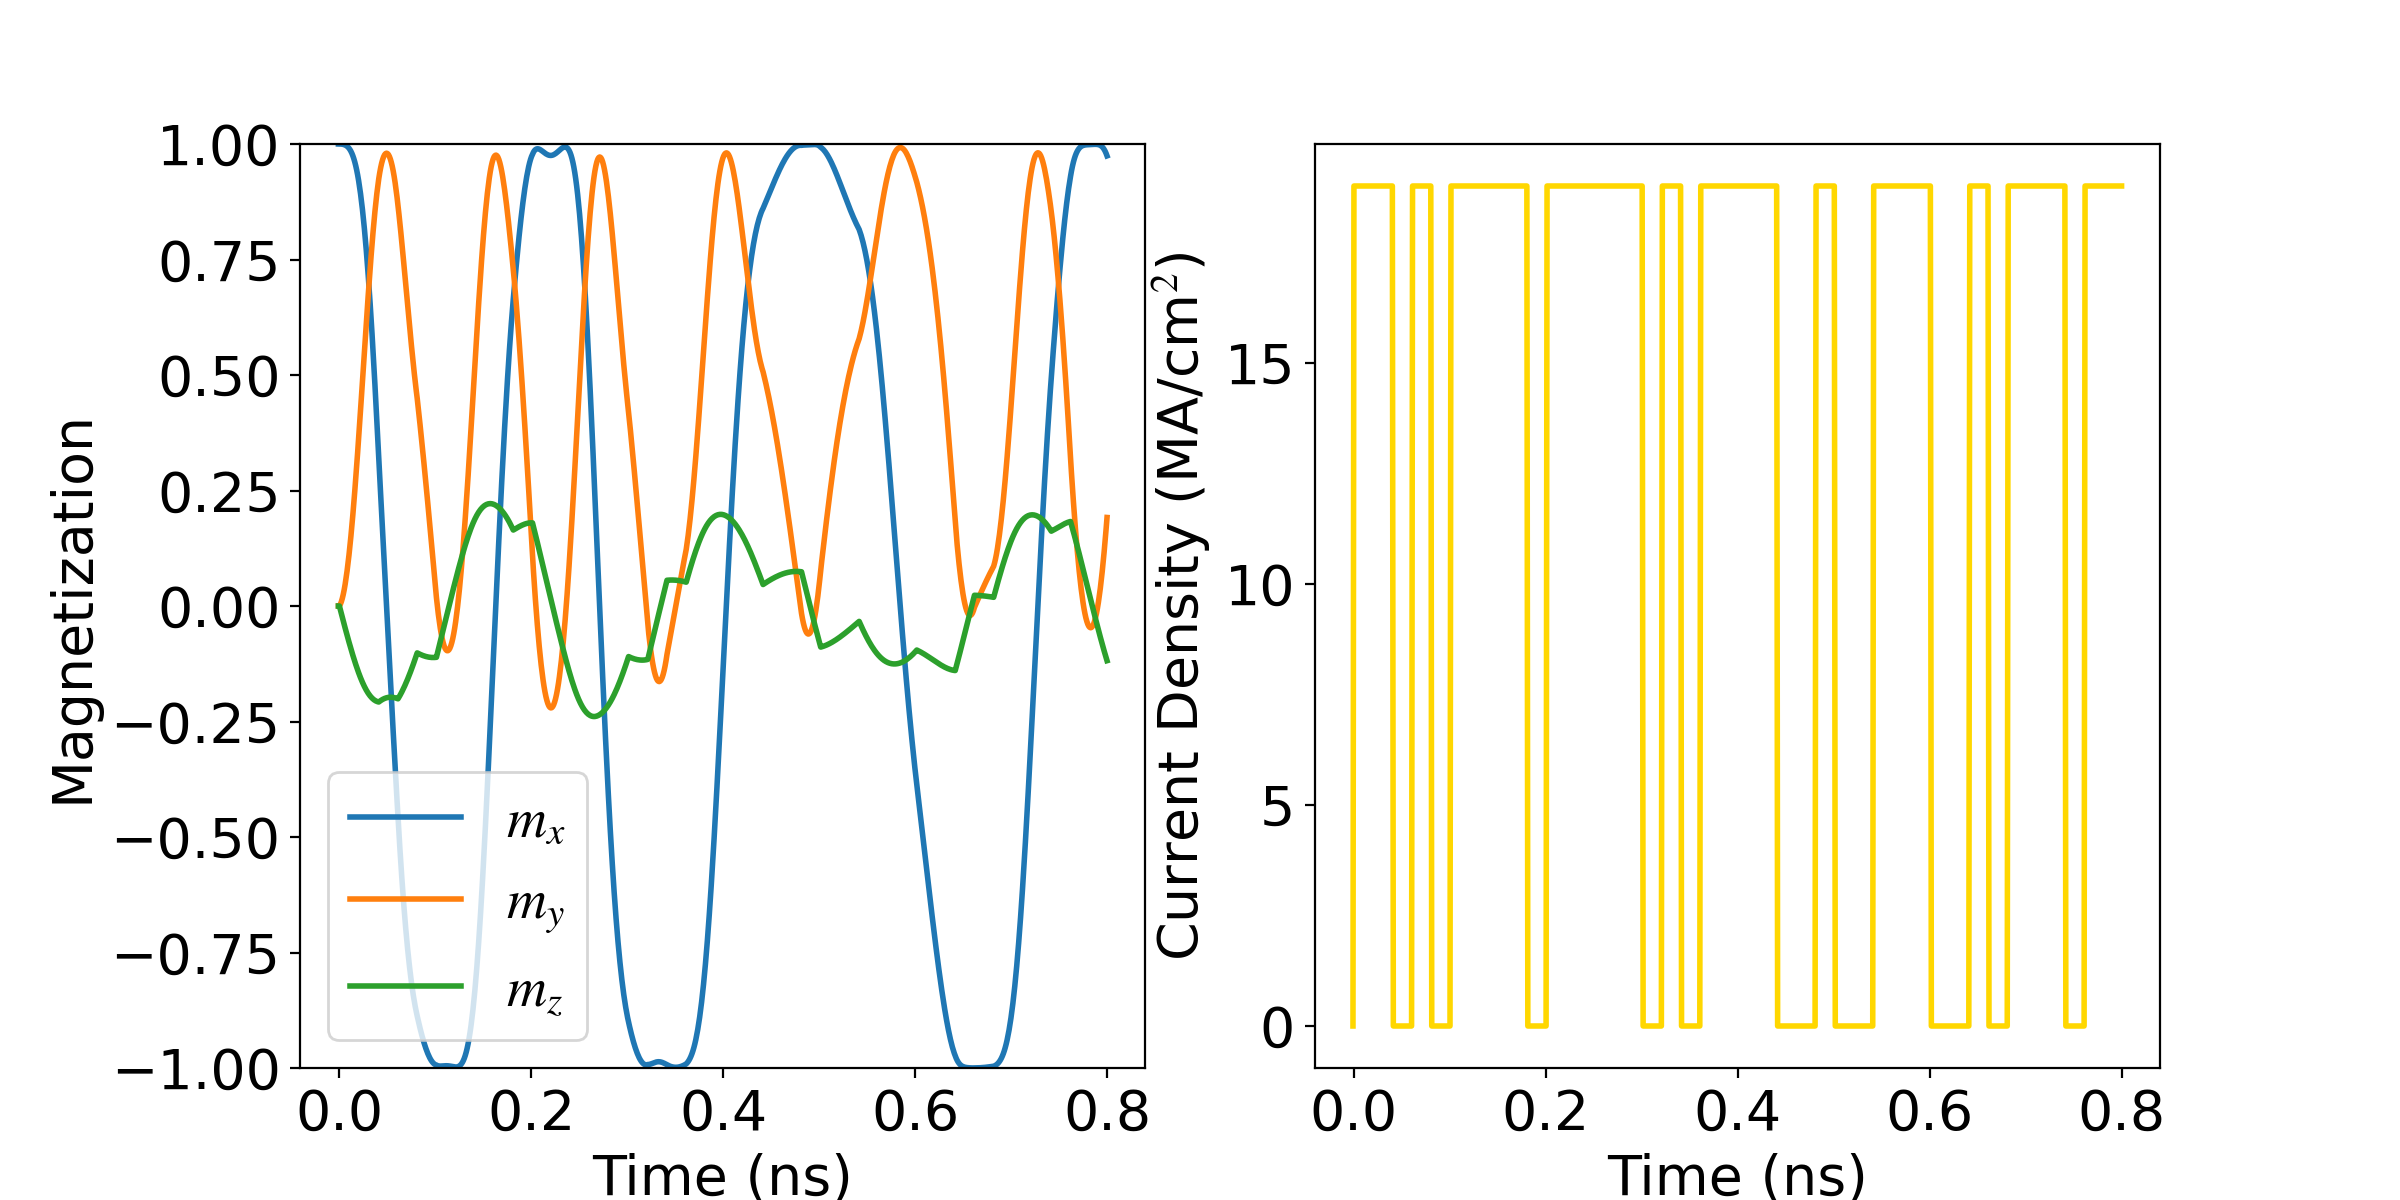 Magnetization
1.00
0.75
0.50
0.25
0.00
−0.25
−0.50
−0.75
−1.00
m_x
m_y
m_z
0.0 0.2 0.4 0.6 0.8
Time (ns)
Current Density (MA/cm²)
15
10
5
0
0.0 0.2 0.4 0.6 0.8
Time (ns)